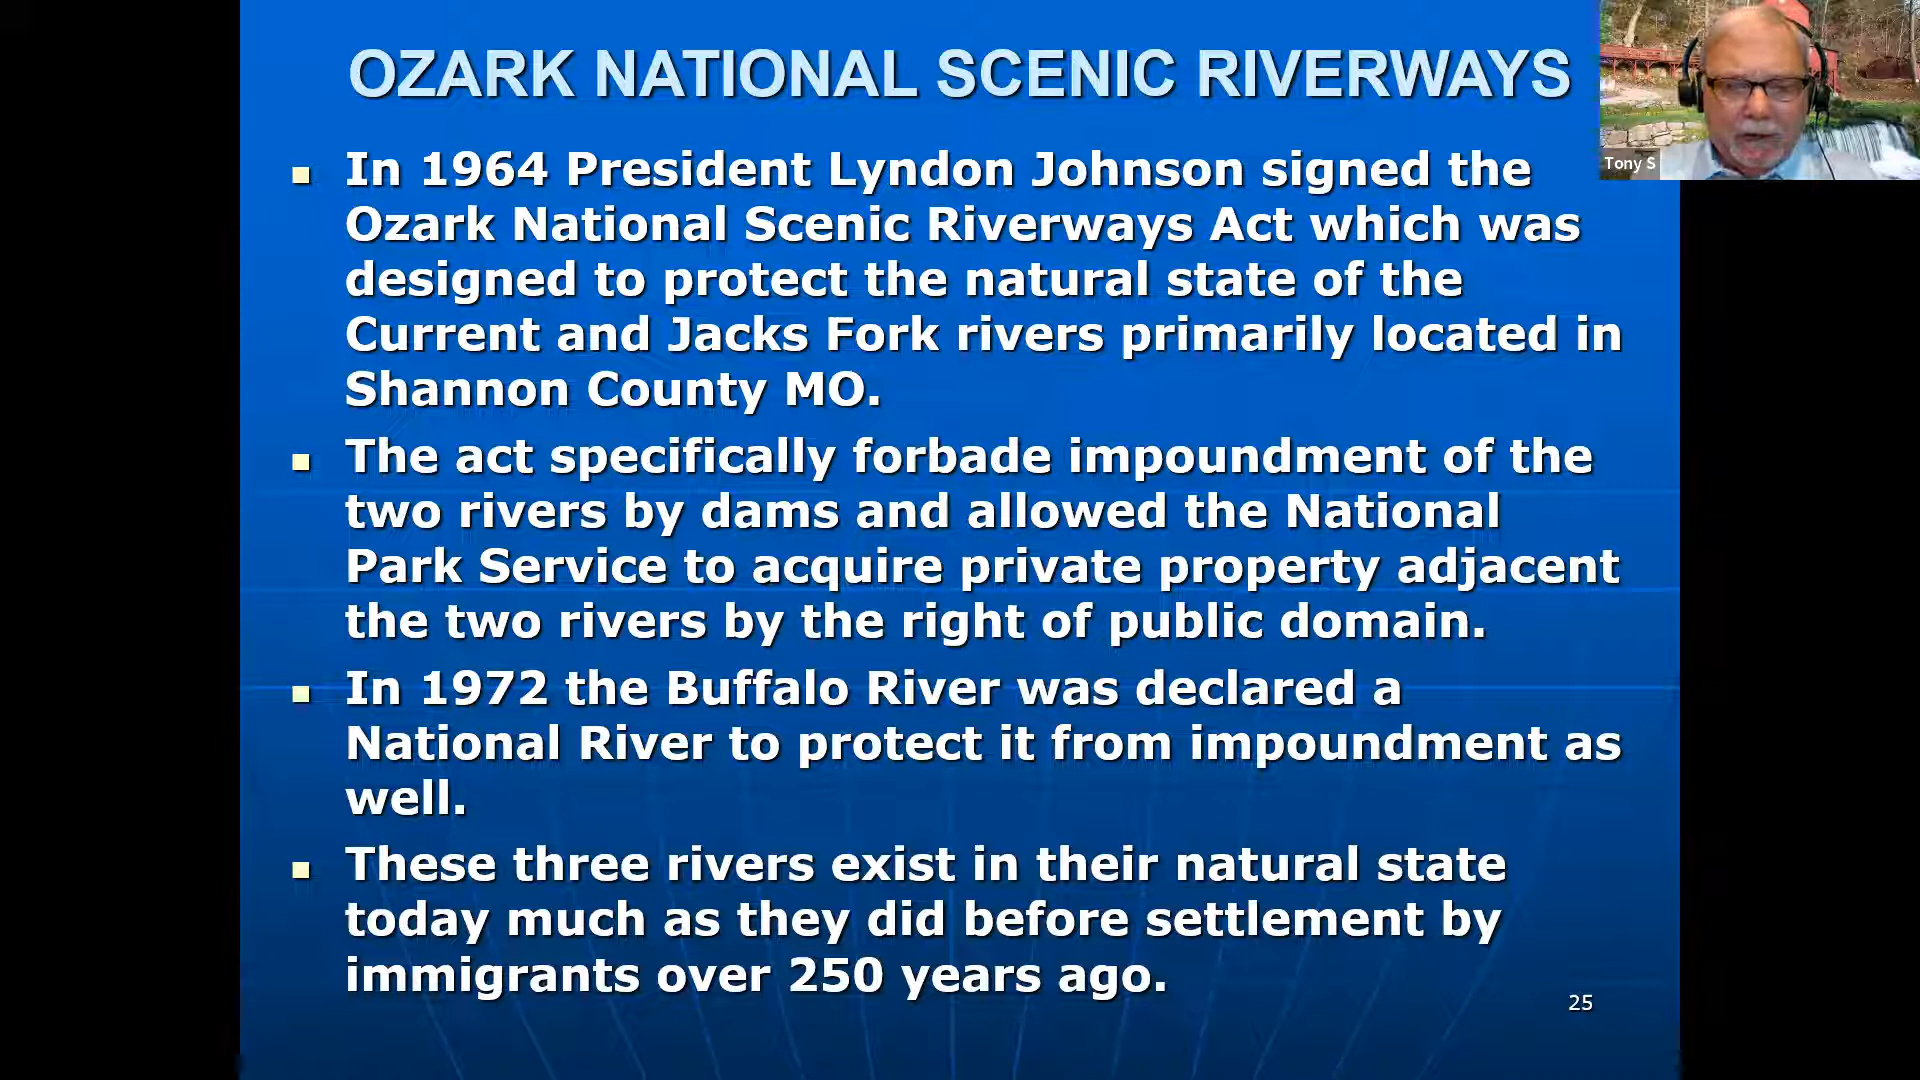 OZARK NATIONAL SCENIC RIVERWAYS
Tony S
In 1964 President Lyndon Johnson signed the
Ozark National Scenic Riverways Act which was
designed to protect the natural state of the
Current and Jacks Fork rivers primarily located in
Shannon County MO.
The act specifically forbade impoundment of the
two rivers by dams and allowed the National
Park Service to acquire private property adjacent
the two rivers by the right of public domain.
In 1972 the Buffalo River was declared a
National River to protect it from impoundment as
well.
These three rivers exist in their natural state
today much as they did before settlement by
immigrants over 250 years ago.
25